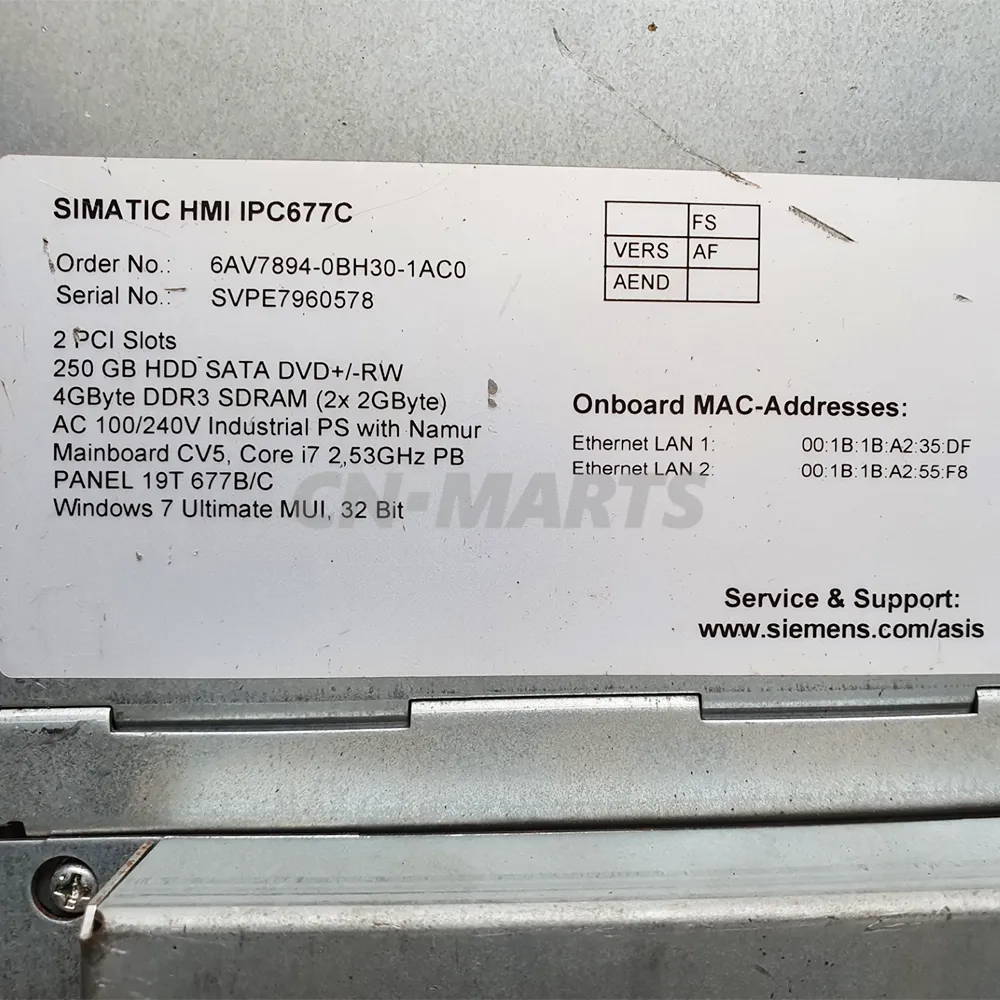 SIMATIC HMI IPC677C
Order No.: 6AV7894-0BH30-1AC0
Serial No.: SVPE7960578
2 PCI Slots
250 GB HDD SATA DVD+/-RW
4GByte DDR3 SDRAM (2x 2GByte)
AC 100/240V Industrial PS with Namur
Mainboard CV5, Core i7 2,53GHz PB
PANEL 19T 677B/C
Windows 7 Ultimate MUI, 32 Bit
FS
VERS AF
AEND
Onboard MAC-Addresses:
Ethernet LAN 1: 00:1B:1B:A2:35:DF
Ethernet LAN 2: 00:1B:1B:A2:55:F8
CN-MARTS
Service & Support:
www.siemens.com/asis